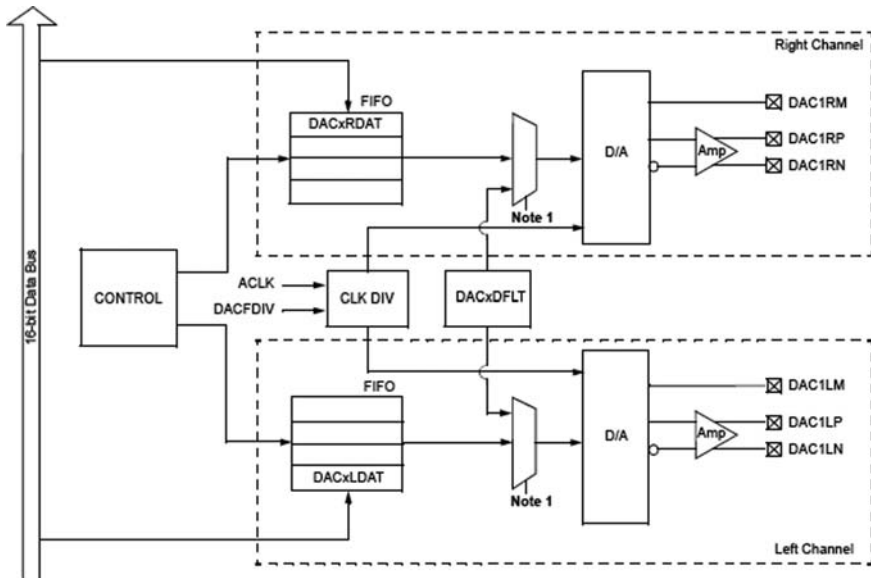 Right Channel
FIFO
DACxRDAT
D/A
DAC1RM
Amp
DAC1RP
DAC1RN
Note 1
16-bit Data Bus
CONTROL
ACLK
DACFDIV
CLK DIV
DACxDFLT
FIFO
DACxLDAT
D/A
DAC1LM
Amp
DAC1LP
DAC1LN
Note 1
Left Channel